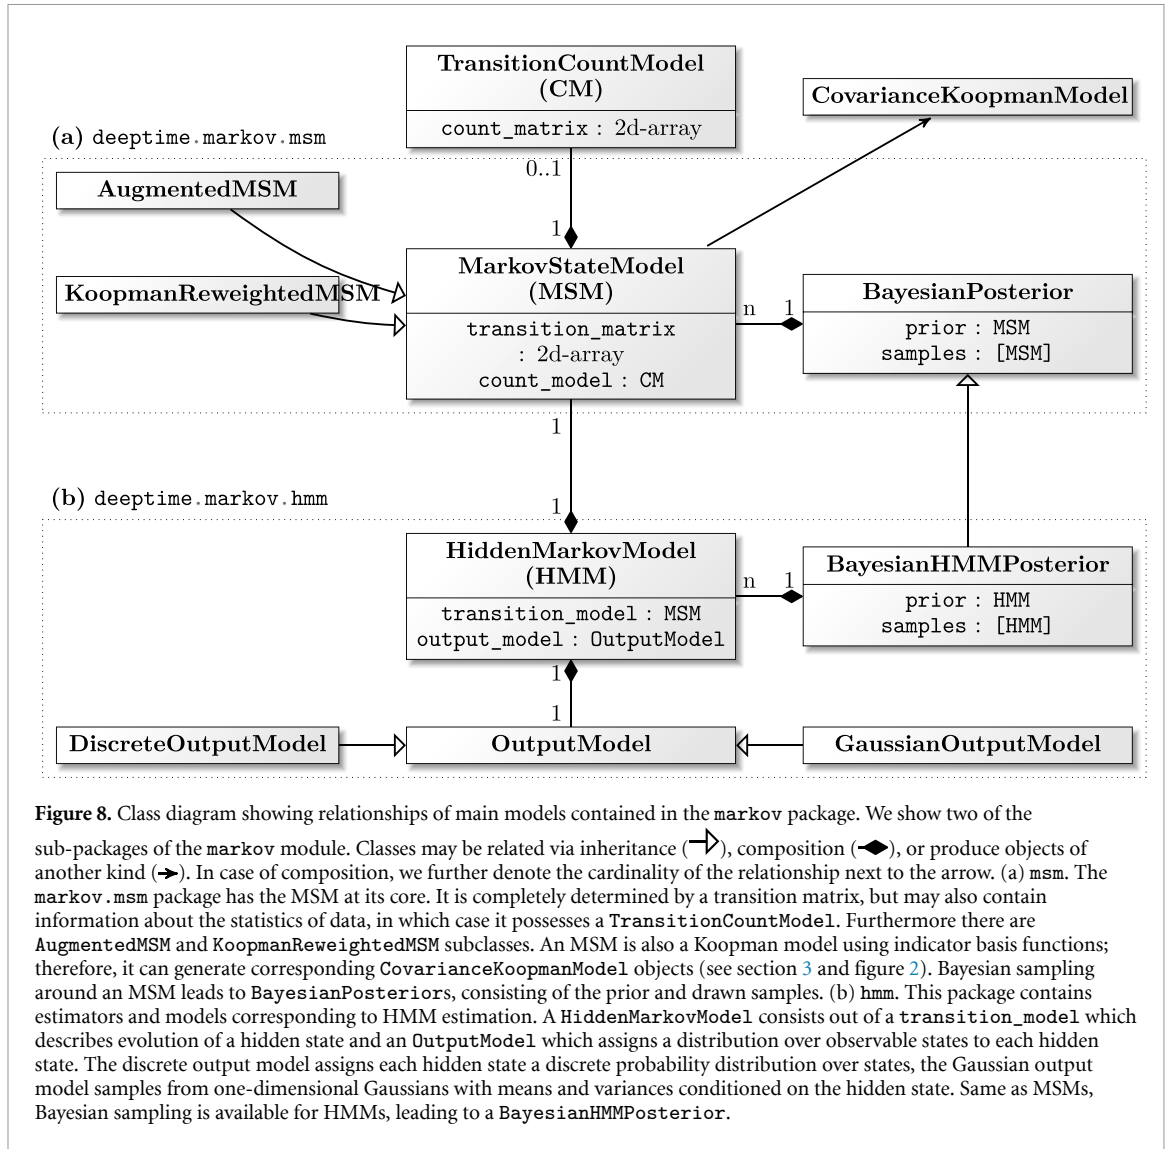 TransitionCountModel
(CM)
count_matrix : 2d-array
CovarianceKoopmanModel
(a) deeptime.markov.msm
0..1
AugmentedMSM
1
MarkovStateModel
(MSM)
transition_matrix
: 2d-array
count_model : CM
KoopmanReweightedMSM
n 1
BayesianPosterior
prior : MSM
samples : [MSM]
1
(b) deeptime.markov.hmm
1
HiddenMarkovModel
(HMM)
transition_model : MSM
output_model : OutputModel
n 1
BayesianHMMPosterior
prior : HMM
samples : [HMM]
1
1
DiscreteOutputModel
OutputModel
GaussianOutputModel
Figure 8. Class diagram showing relationships of main models contained in the markov package. We show two of the
sub-packages of the markov module. Classes may be related via inheritance (), composition (), or produce objects of
another kind (). In case of composition, we further denote the cardinality of the relationship next to the arrow. (a) msm. The
markov.msm package has the MSM at its core. It is completely determined by a transition matrix, but may also contain
information about the statistics of data, in which case it possesses a TransitionCountModel. Furthermore there are
AugmentedMSM and KoopmanReweightedMSM subclasses. An MSM is also a Koopman model using indicator basis functions;
therefore, it can generate corresponding CovarianceKoopmanModel objects (see section 3 and figure 2). Bayesian sampling
around an MSM leads to BayesianPosteriors, consisting of the prior and drawn samples. (b) hmm. This package contains
estimators and models corresponding to HMM estimation. A HiddenMarkovModel consists out of a transition_model which
describes evolution of a hidden state and an OutputModel which assigns a distribution over observable states to each hidden
state. The discrete output model assigns each hidden state a discrete probability distribution over states, the Gaussian output
model samples from one-dimensional Gaussians with means and variances conditioned on the hidden state. Same as MSMs,
Bayesian sampling is available for HMMs, leading to a BayesianHMMPosterior.